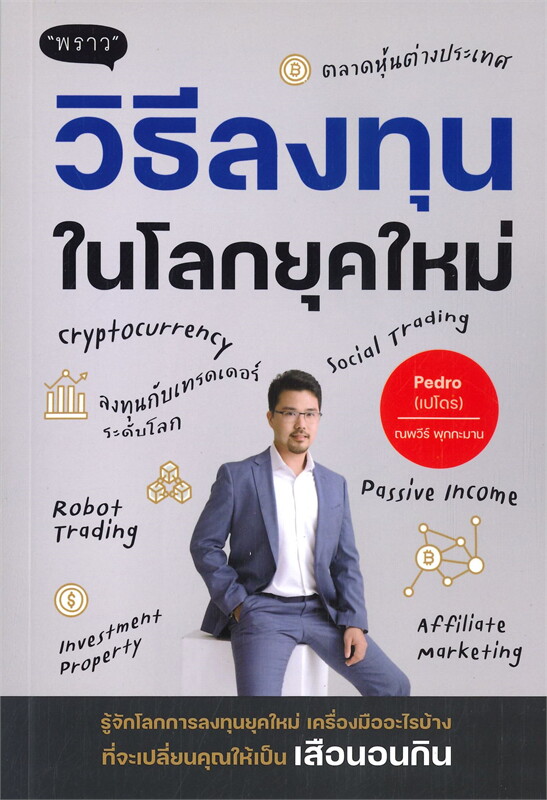 "พราว"
ตลาดหุ้นต่างประเทศ
วิธีลงทุน
ในโลกยุคใหม่
Cryptocurrency
Social Trading
ลงทุนกับเทรดเดอร์
ระดับโลก
Pedro
(เปโดร)
ณพวีร์ พุกกะมาน
Robot
Trading
Passive Income
Investment
Property
Affiliate
Marketing
รู้จักโลกการลงทุนยุคใหม่ เครื่องมืออะไรบ้าง
ที่จะเปลี่ยนคุณให้เป็น เสือนอนกิน